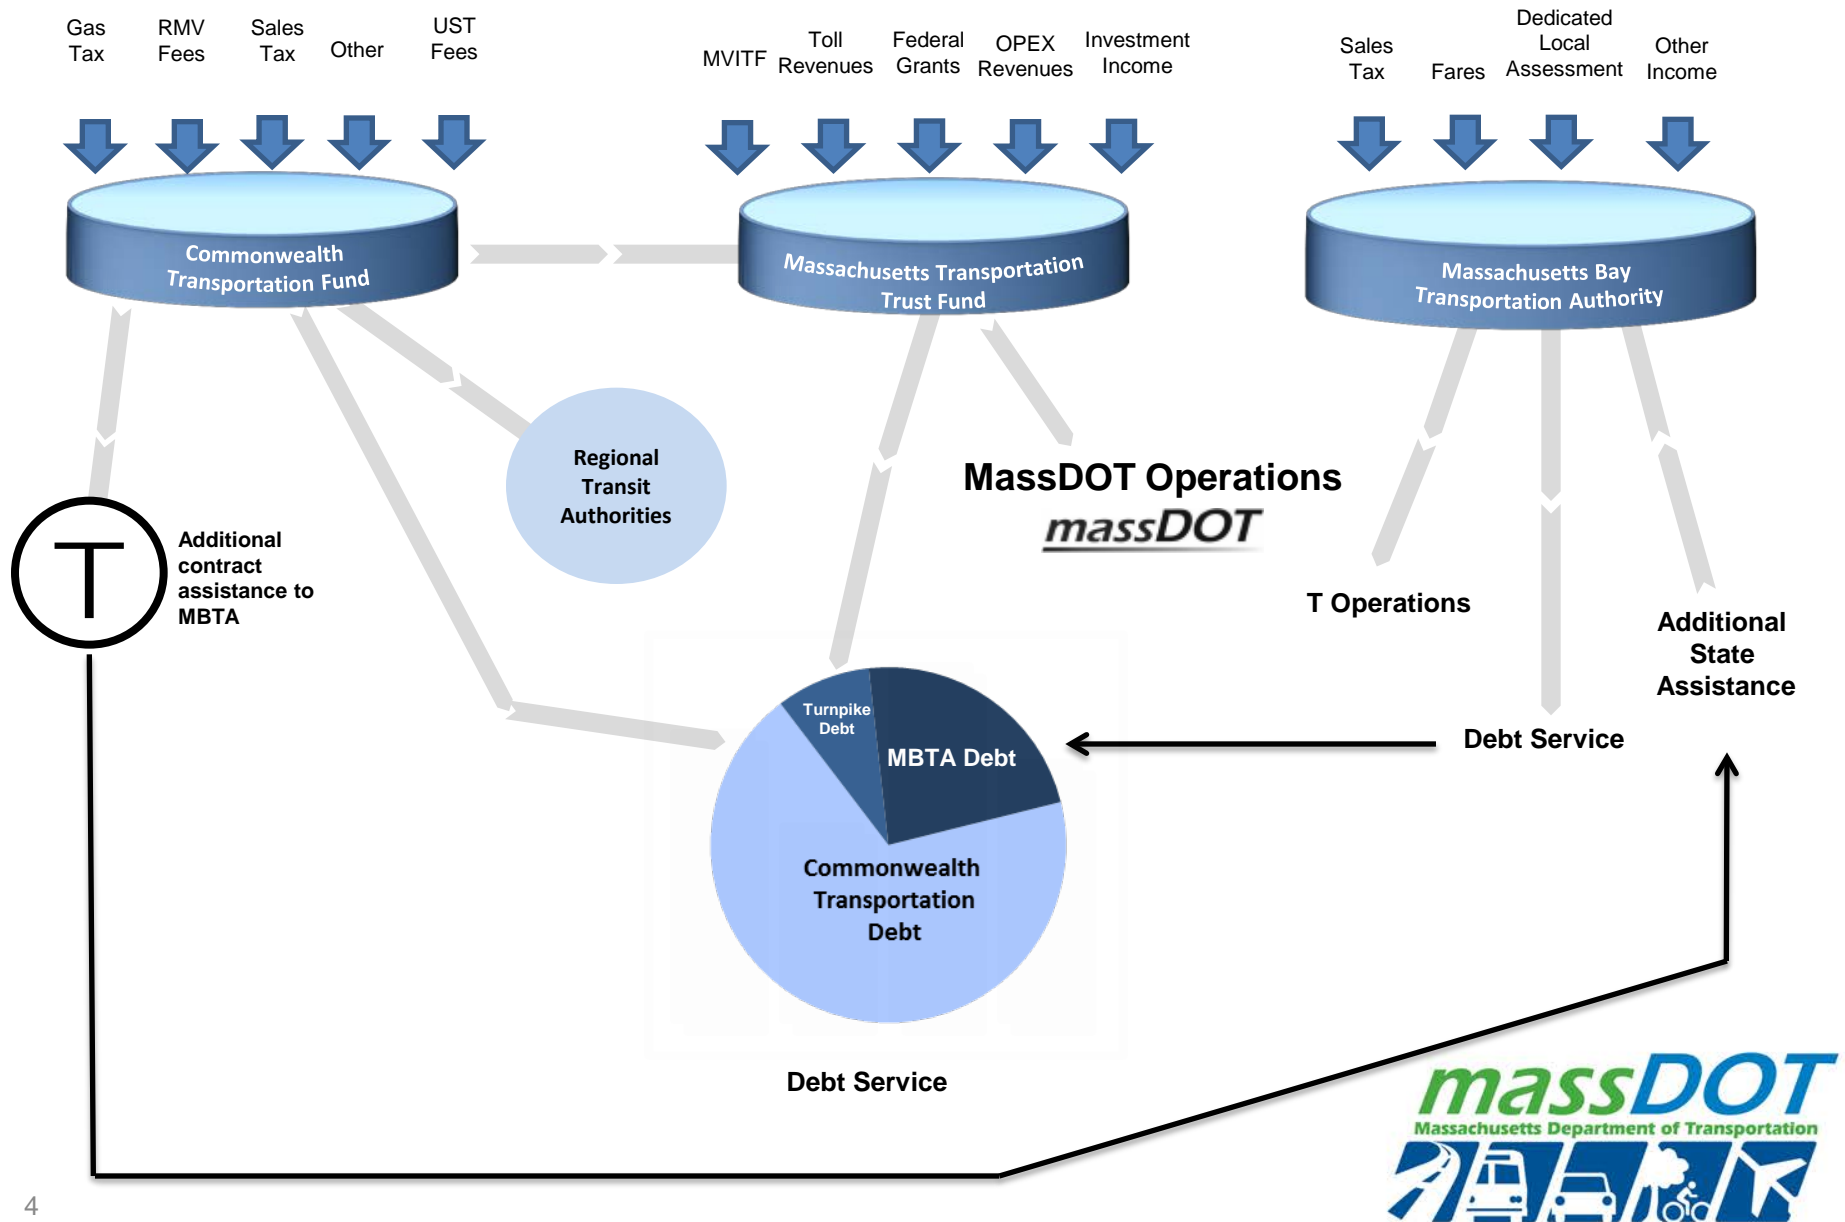 Gas
Tax
RMV
Fees
Sales
Tax
Other
UST
Fees
MVITF
Toll
Revenues
Federal
Grants
OPEX
Revenues
Investment
Income
Sales
Tax
Fares
Dedicated
Local
Assessment
Other
Income
Commonwealth
Transportation Fund
Massachusetts Transportation
Trust Fund
Massachusetts Bay
Transportation Authority
Regional
Transit
Authorities
MassDOT Operations
massDOT
T
Additional
contract
assistance to
MBTA
T Operations
Additional
State
Assistance
Debt Service
Turnpike
Debt
MBTA Debt
Commonwealth
Transportation
Debt
Debt Service
massDOT
Massachusetts Department of Transportation
4